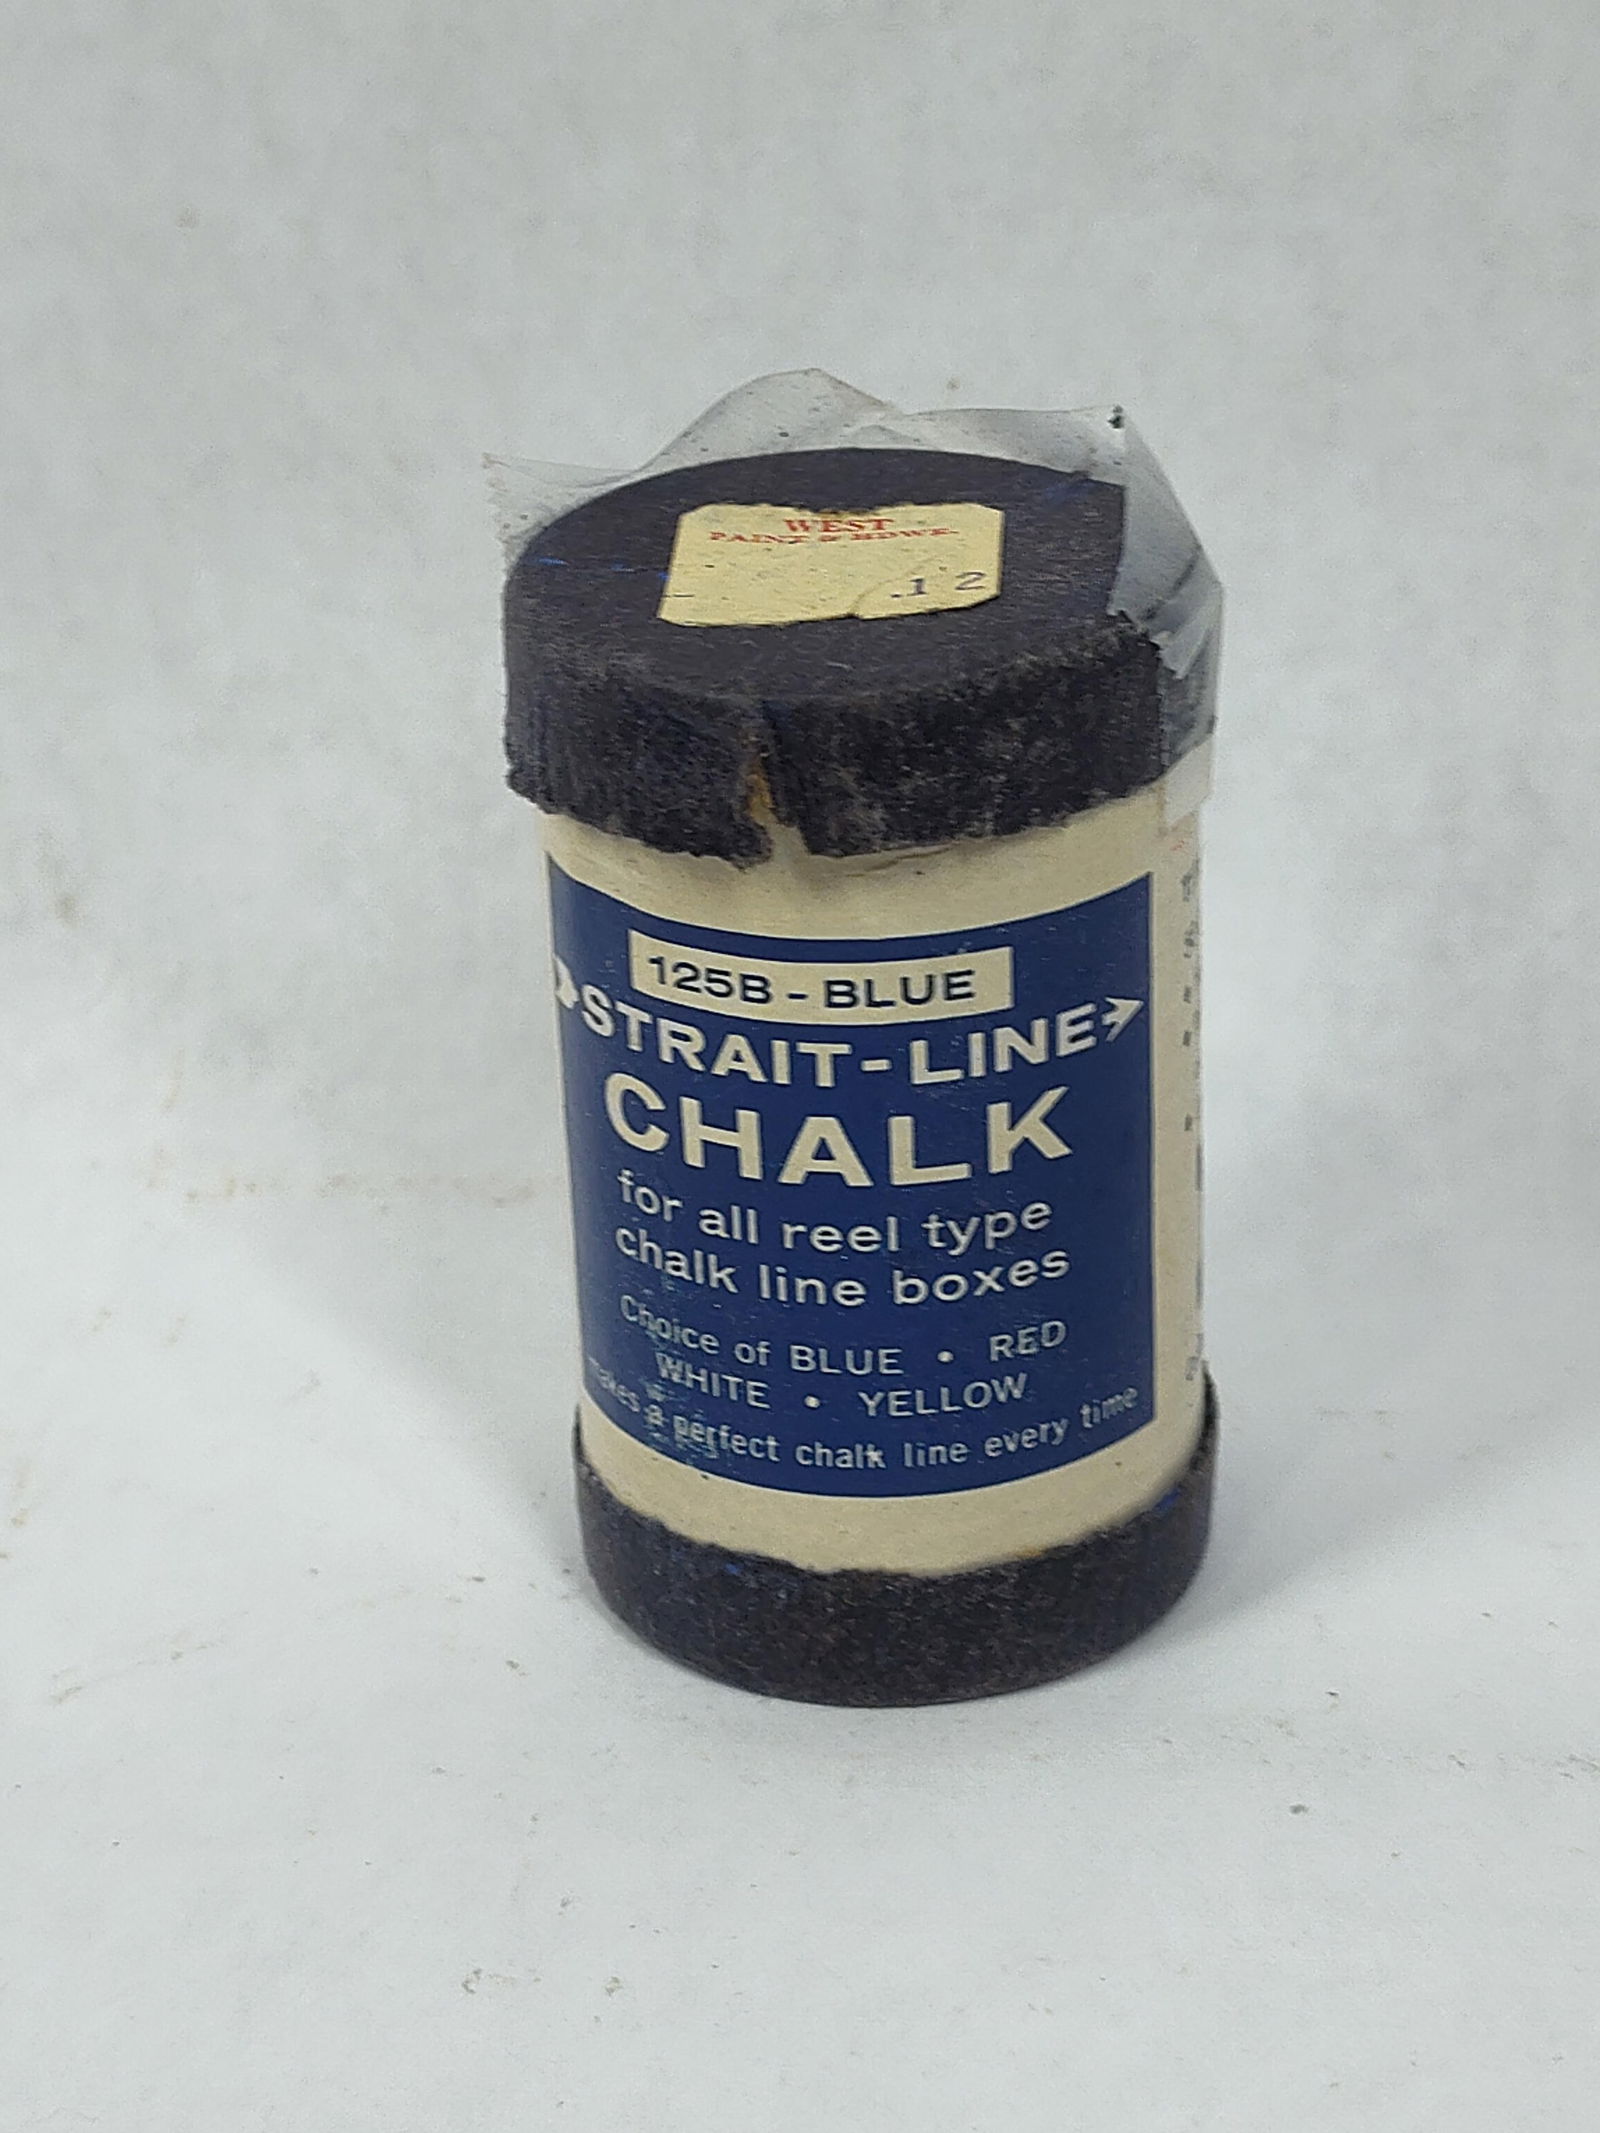 WEST
PAINT & HDWE.
.12
125B - BLUE
STRAIT-LINE
CHALK
for all reel type
chalk line boxes
Choice of BLUE • RED
WHITE • YELLOW
makes a perfect chalk line every time